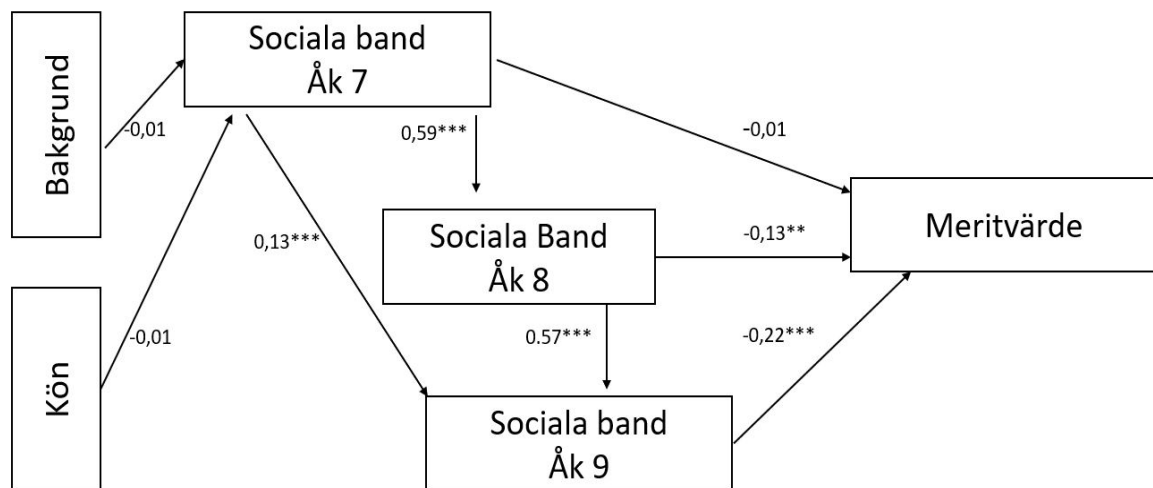 Bakgrund
Sociala band
Åk 7
-0,01
0,59***
-0,01
Meritvärde
Sociala Band
Åk 8
-0,13**
0,13***
Kön
-0,01
0.57***
-0,22***
Sociala band
Åk 9